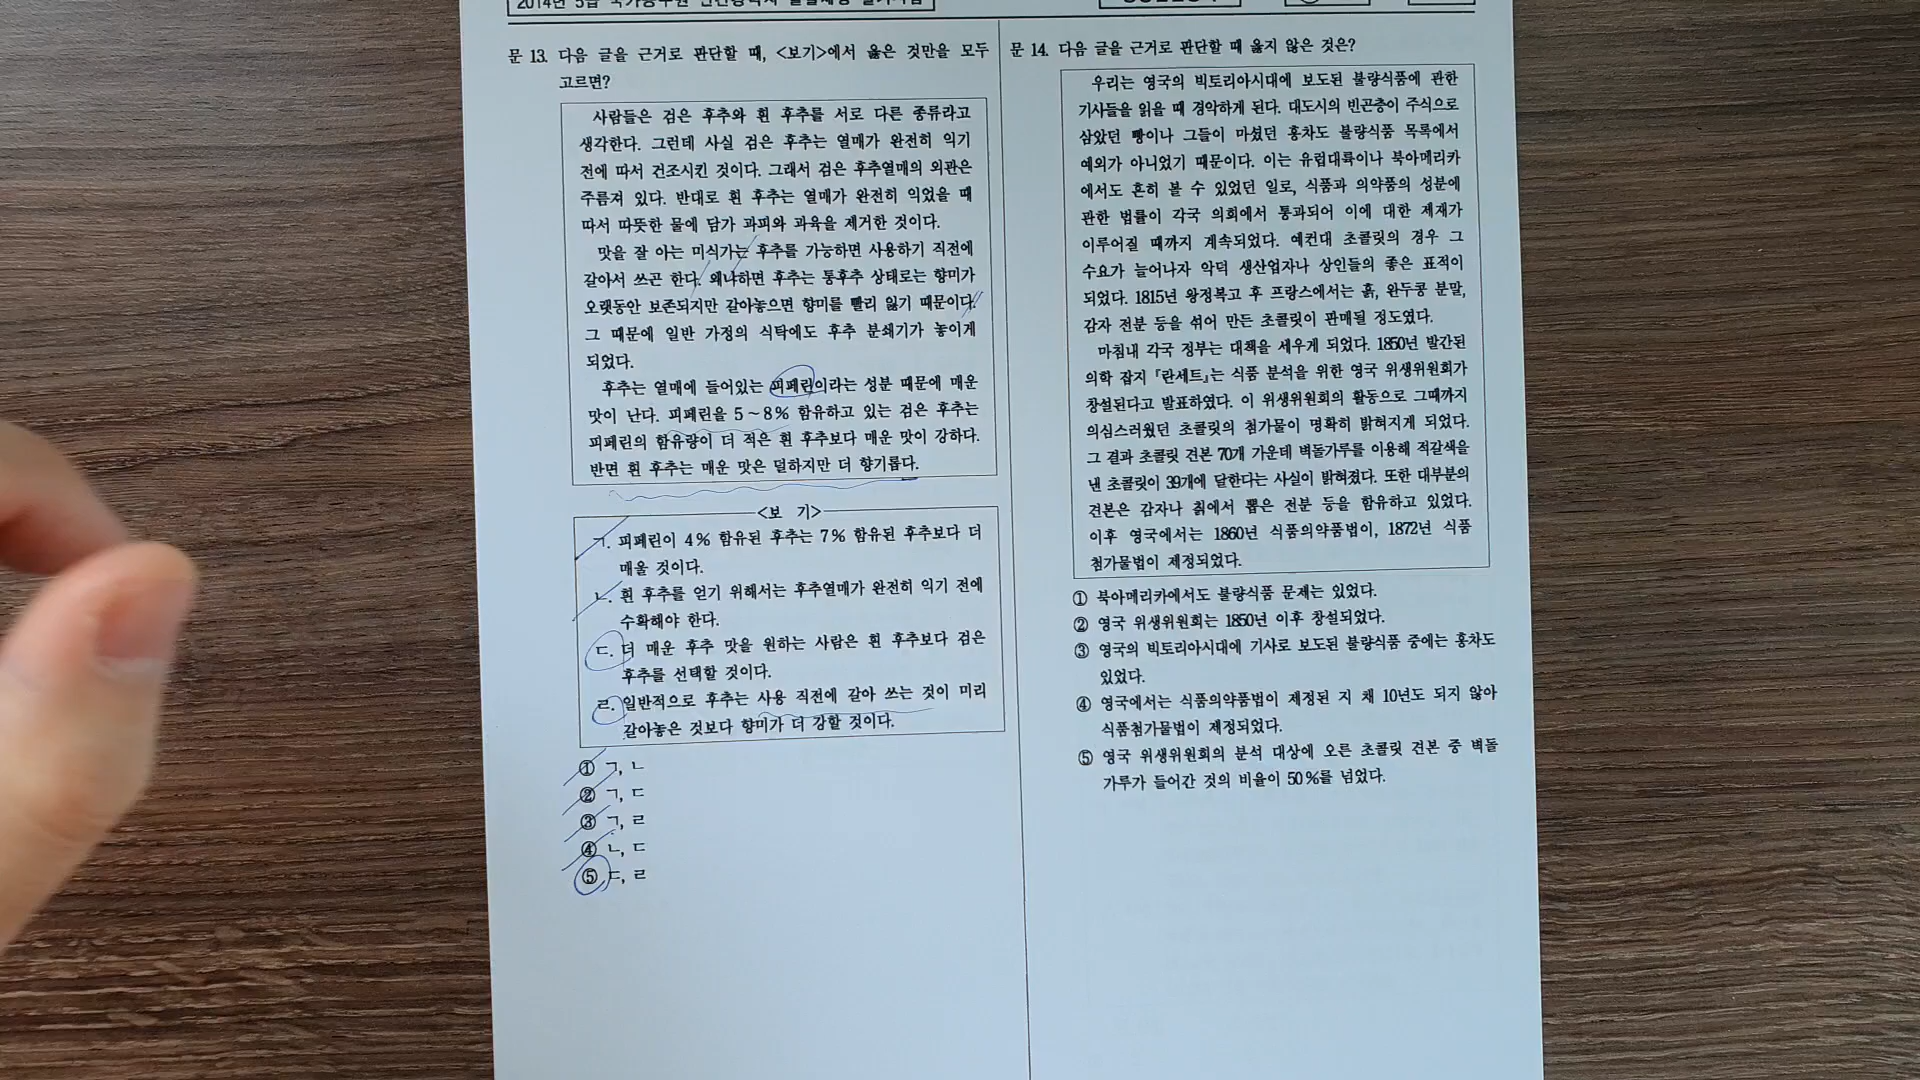 문 13. 다음 글을 근거로 판단할 때, <보기>에서 옳은 것만을 모두
고르면?
사람들은 검은 후추와 흰 후추를 서로 다른 종류라고
생각한다. 그런데 사실 검은 후추는 열매가 완전히 익기
전에 따서 건조시킨 것이다. 그래서 검은 후추열매의 외관은
주름져 있다. 반대로 흰 후추는 열매가 완전히 익었을 때
따서 따뜻한 물에 담가 과피와 과육을 제거한 것이다.
맛을 잘 아는 미식가는 후추를 가능하면 사용하기 직전에
갈아서 쓰곤 한다. 왜냐하면 후추는 통후추 상태로는 향미가
오랫동안 보존되지만 갈아놓으면 향미를 빨리 잃기 때문이다.
그 때문에 일반 가정의 식탁에도 후추 분쇄기가 놓이게
되었다.
후추는 열매에 들어있는 피페린이라는 성분 때문에 매운
맛이 난다. 피페린을 5~8% 함유하고 있는 검은 후추는
피페린의 함유량이 더 적은 흰 후추보다 매운 맛이 강하다.
반면 흰 후추는 매운 맛은 덜하지만 더 향기롭다.
<보 기>
ㄱ. 피페린이 4% 함유된 후추는 7% 함유된 후추보다 더
매울 것이다.
ㄴ. 흰 후추를 얻기 위해서는 후추열매가 완전히 익기 전에
수확해야 한다.
ㄷ. 더 매운 후추 맛을 원하는 사람은 흰 후추보다 검은
후추를 선택할 것이다.
ㄹ. 일반적으로 후추는 사용 직전에 갈아 쓰는 것이 미리
갈아놓은 것보다 향미가 더 강할 것이다.
① ㄱ, ㄴ
② ㄱ, ㄷ
③ ㄱ, ㄹ
④ ㄴ, ㄷ
⑤ ㄷ, ㄹ
문 14. 다음 글을 근거로 판단할 때 옳지 않은 것은?
우리는 영국의 빅토리아시대에 보도된 불량식품에 관한
기사들을 읽을 때 경악하게 된다. 대도시의 빈곤층이 주식으로
삼았던 빵이나 그들이 마셨던 홍차도 불량식품 목록에서
예외가 아니었기 때문이다. 이는 유럽대륙이나 북아메리카
에서도 흔히 볼 수 있었던 일로, 식품과 의약품의 성분에
관한 법률이 각국 의회에서 통과되어 이에 대한 제재가
이루어질 때까지 계속되었다. 예컨대 초콜릿의 경우 그
수요가 늘어나자 악덕 생산업자나 상인들의 좋은 표적이
되었다. 1815년 왕정복고 후 프랑스에서는 흙, 완두콩 분말,
감자 전분 등을 섞어 만든 초콜릿이 판매될 정도였다.
마침내 각국 정부는 대책을 세우게 되었다. 1850년 발간된
의학 잡지 『란세트』는 식품 분석을 위한 영국 위생위원회가
창설된다고 발표하였다. 이 위생위원회의 활동으로 그때까지
의심스러웠던 초콜릿의 첨가물이 명확히 밝혀지게 되었다.
그 결과 초콜릿 견본 70개 가운데 벽돌가루를 이용해 적갈색을
낸 초콜릿이 39개에 달한다는 사실이 밝혀졌다. 또한 대부분의
견본은 감자나 칡에서 뽑은 전분 등을 함유하고 있었다.
이후 영국에서는 1860년 식품의약품법이, 1872년 식품
첨가물법이 제정되었다.
① 북아메리카에서도 불량식품 문제는 있었다.
② 영국 위생위원회는 1850년 이후 창설되었다.
③ 영국의 빅토리아시대에 기사로 보도된 불량식품 중에는 홍차도
있었다.
④ 영국에서는 식품의약품법이 제정된 지 채 10년도 되지 않아
식품첨가물법이 제정되었다.
⑤ 영국 위생위원회의 분석 대상에 오른 초콜릿 견본 중 벽돌
가루가 들어간 것의 비율이 50%를 넘었다.